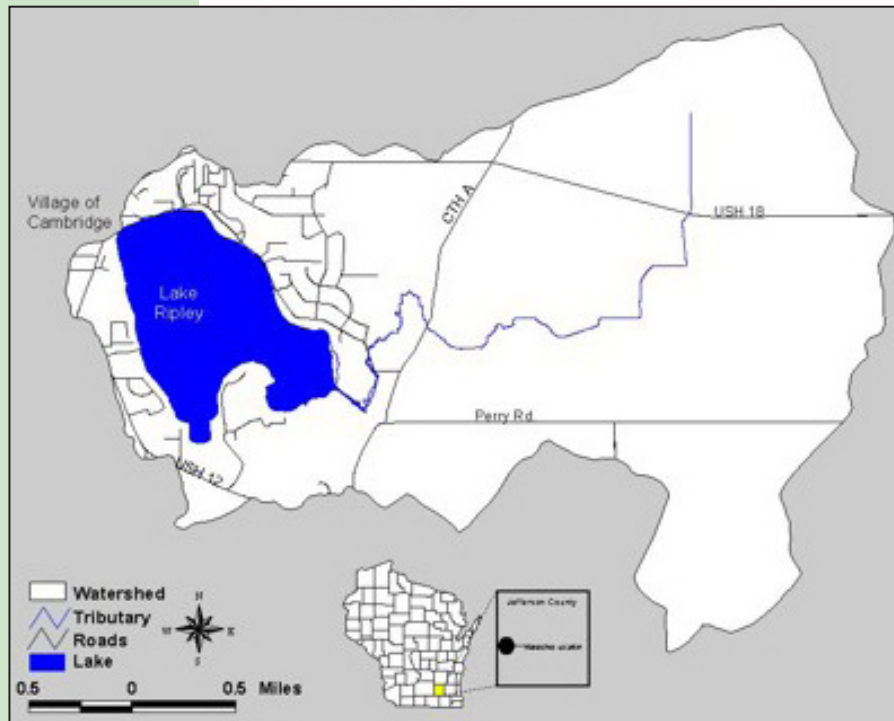 Village of
Cambridge
Lake
Ripley
CTH A
USH 18
Perry Rd
USH 12
Watershed
Tributary
Roads
Lake
N
W
E
S
0.5
0
0.5
Miles
Jefferson County